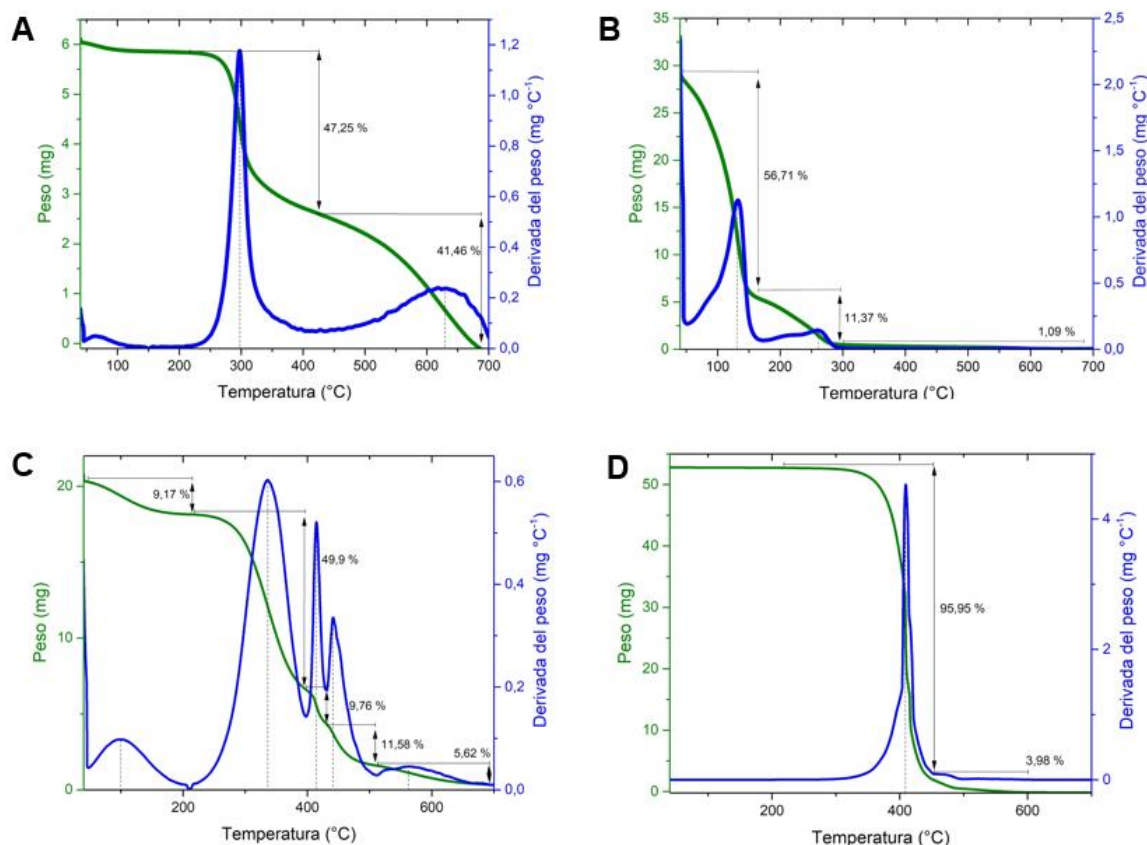 A
Peso (mg)
6
5
4
3
2
1
0
47,25 %
41,46 %
1,2
1,0
0,8
0,6
0,4
0,2
0,0
Derivada del peso (mg °C⁻¹)
100 200 300 400 500 600 700
Temperatura (°C)
B
Peso (mg)
35
30
25
20
15
10
5
0
56,71 %
11,37 %
1,09 %
2,5
2,0
1,5
1,0
0,5
0,0
Derivada del peso (mg °C⁻¹)
100 200 300 400 500 600 700
Temperatura (°C)
C
Peso (mg)
20
10
0
9,17 %
49,9 %
9,76 %
11,58 %
5,62 %
0,6
0,4
0,2
0,0
Derivada del peso (mg °C⁻¹)
200 400 600
Temperatura (°C)
D
Peso (mg)
50
40
30
20
10
0
95,95 %
3,98 %
4
2
0
Derivada del peso (mg °C⁻¹)
200 400 600
Temperatura (°C)